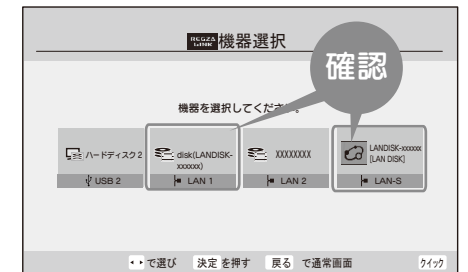 REGZA LINK 機器選択
確認
機器を選択してください。
ハードディスク2
USB 2
disk(LANDISK-
xxxxxx)
LAN 1
XXXXXXXX
LAN 2
LANDISK-xxxxxx
[LAN DISK]
LAN-S
で選び 決定 を押す 戻る で通常画面 クイック